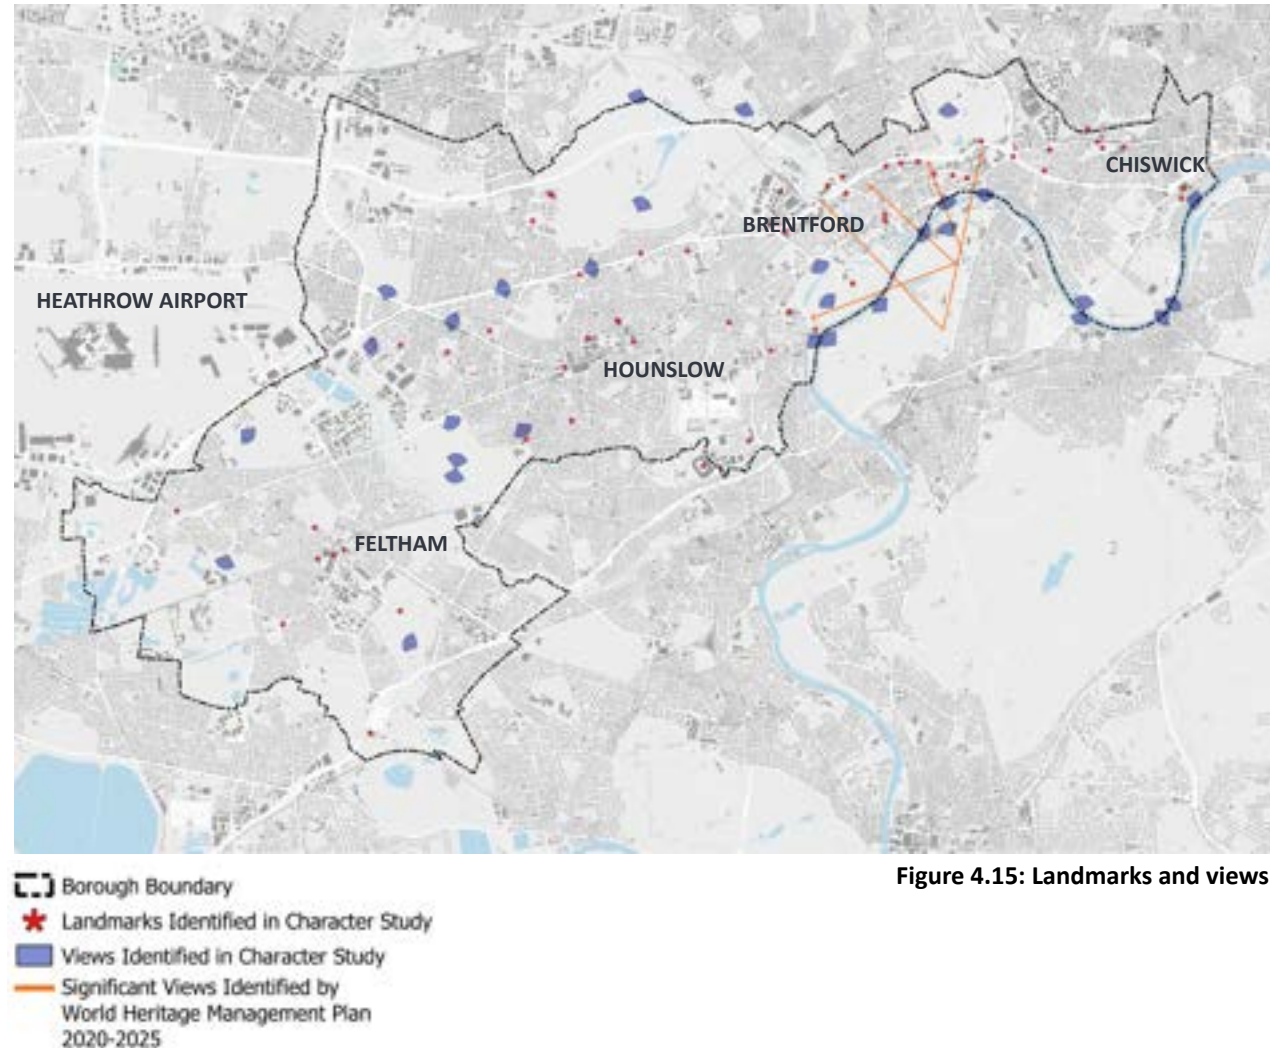 CHISWICK
BRENTFORD
HEATHROW AIRPORT
HOUNSLOW
FELTHAM
Figure 4.15: Landmarks and views
Borough Boundary
Landmarks Identified in Character Study
Views Identified in Character Study
Significant Views Identified by
World Heritage Management Plan
2020-2025